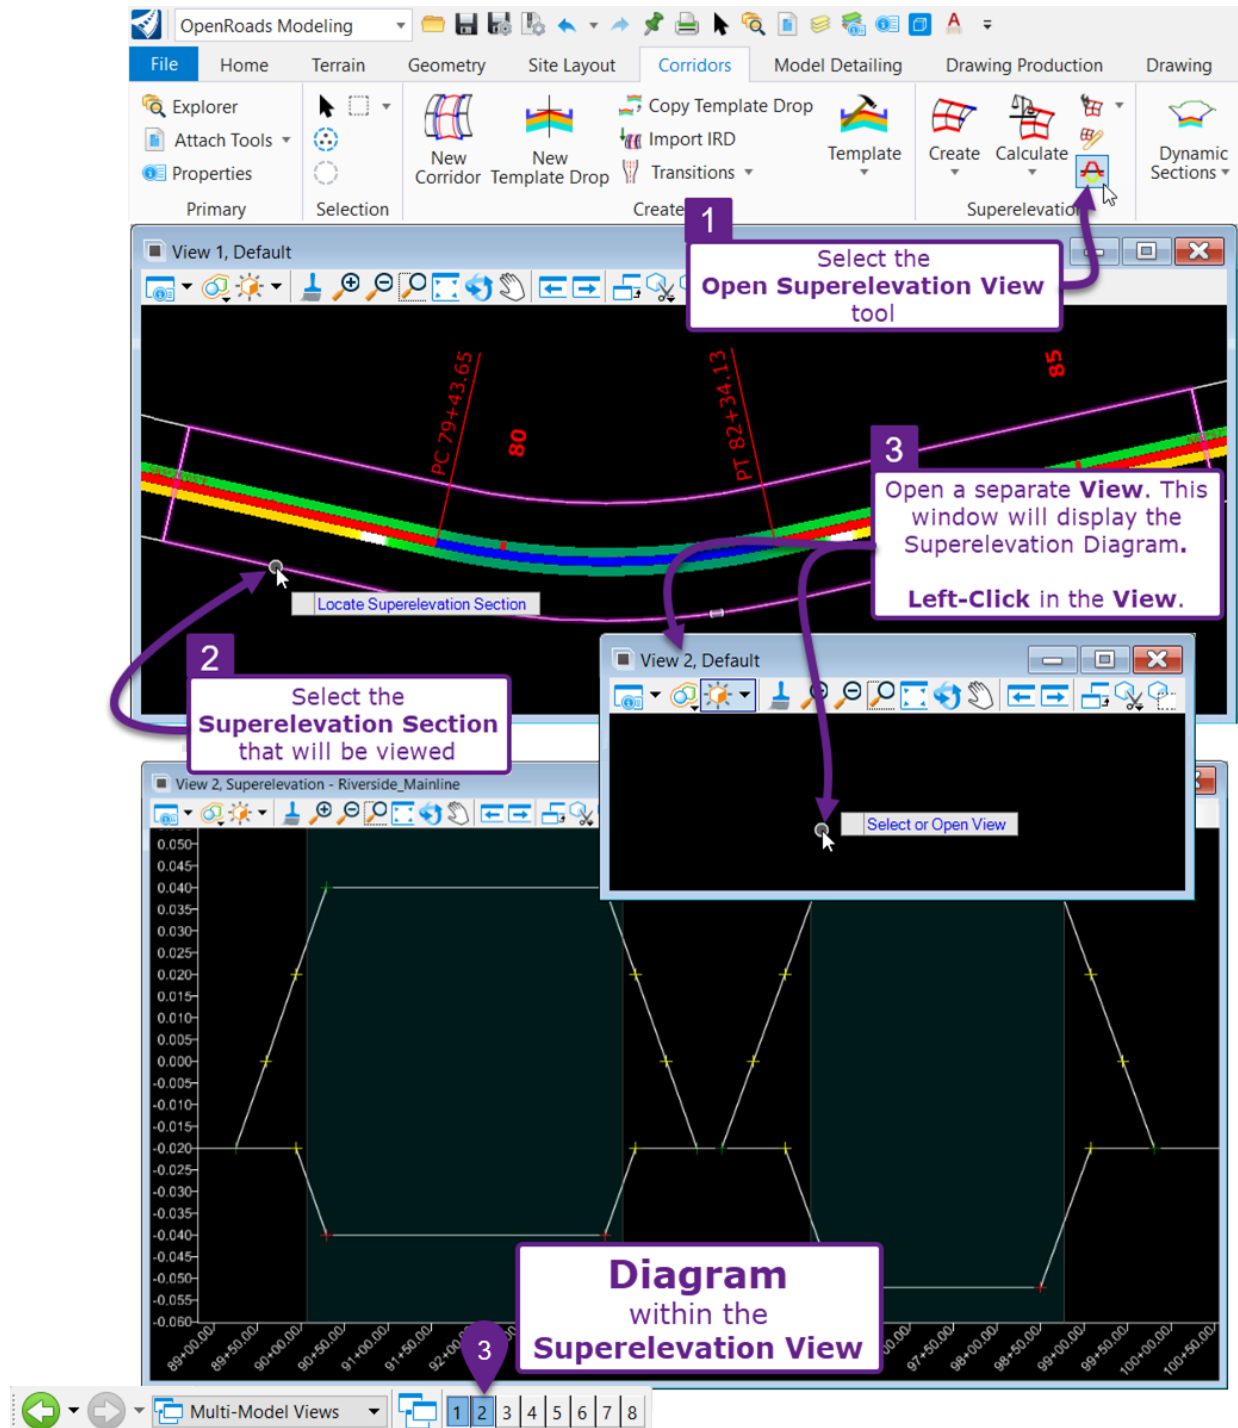 OpenRoads Modeling
File Home Terrain Geometry Site Layout Corridors Model Detailing Drawing Production Drawing
Explorer
Attach Tools
Properties
Primary
Selection
New Corridor
New Template Drop
Copy Template Drop
Import IRD
Transitions
Create
Template
Create
Calculate
Superelevation
Dynamic Sections
1
Select the
Open Superelevation View
tool
View 1, Default
PC 79+43.65
80
PT 82+34.13
85
3
Open a separate View. This
window will display the
Superelevation Diagram.
Left-Click in the View.
Locate Superelevation Section
2
Select the
Superelevation Section
that will be viewed
View 2, Default
Select or Open View
View 2, Superelevation - Riverside_Mainline
0.050
0.045
0.040
0.035
0.030
0.025
0.020
0.015
0.010
0.005
0.000
-0.005
-0.010
-0.015
-0.020
-0.025
-0.030
-0.035
-0.040
-0.045
-0.050
-0.055
-0.060
89+00.00 89+50.00 90+00.00 90+50.00 91+00.00 91+50.00 97+50.00 98+00.00 98+50.00 99+00.00 99+50.00 100+00.00
Diagram
within the
Superelevation View
3
Multi-Model Views 1 2 3 4 5 6 7 8